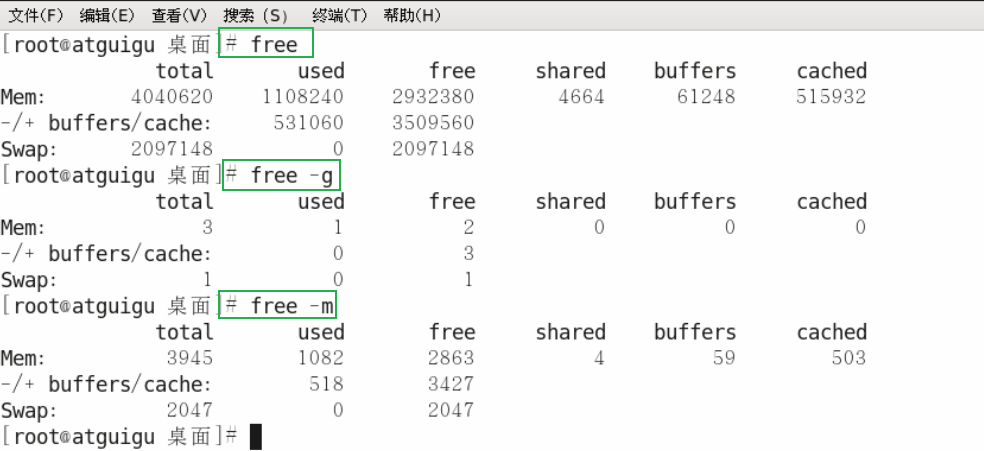 文件(F) 编辑(E) 查看(V) 搜索 (S) 终端(T) 帮助(H)
[root@atguigu 桌面]# free
total used free shared buffers cached
Mem: 4040620 1108240 2932380 4664 61248 515932
-/+ buffers/cache: 531060 3509560
Swap: 2097148 0 2097148
[root@atguigu 桌面]# free -g
total used free shared buffers cached
Mem: 3 1 2 0 0 0
-/+ buffers/cache: 0 3
Swap: 1 0 1
[root@atguigu 桌面]# free -m
total used free shared buffers cached
Mem: 3945 1082 2863 4 59 503
-/+ buffers/cache: 518 3427
Swap: 2047 0 2047
[root@atguigu 桌面]#